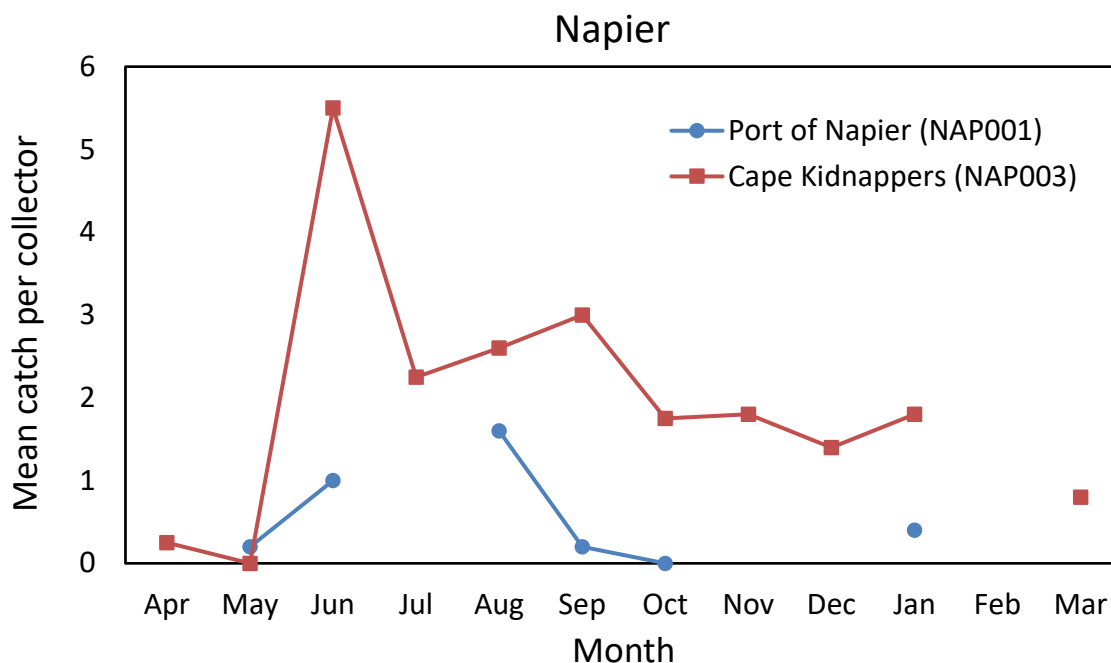 Napier
Mean catch per collector
6
5
4
3
2
1
0
Port of Napier (NAP001)
Cape Kidnappers (NAP003)
Apr May Jun Jul Aug Sep Oct Nov Dec Jan Feb Mar
Month